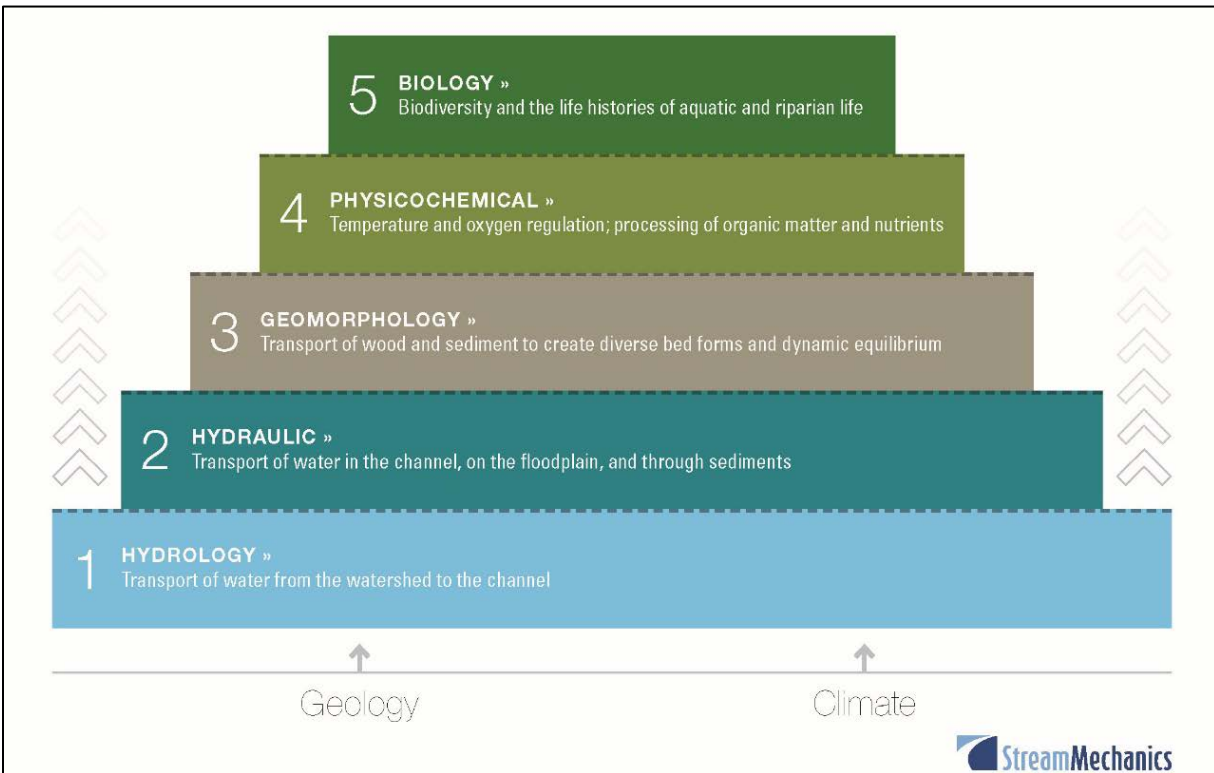 5 BIOLOGY »
Biodiversity and the life histories of aquatic and riparian life
4 PHYSICOCHEMICAL »
Temperature and oxygen regulation; processing of organic matter and nutrients
3 GEOMORPHOLOGY »
Transport of wood and sediment to create diverse bed forms and dynamic equilibrium
2 HYDRAULIC »
Transport of water in the channel, on the floodplain, and through sediments
1 HYDROLOGY »
Transport of water from the watershed to the channel
Geology Climate
StreamMechanics